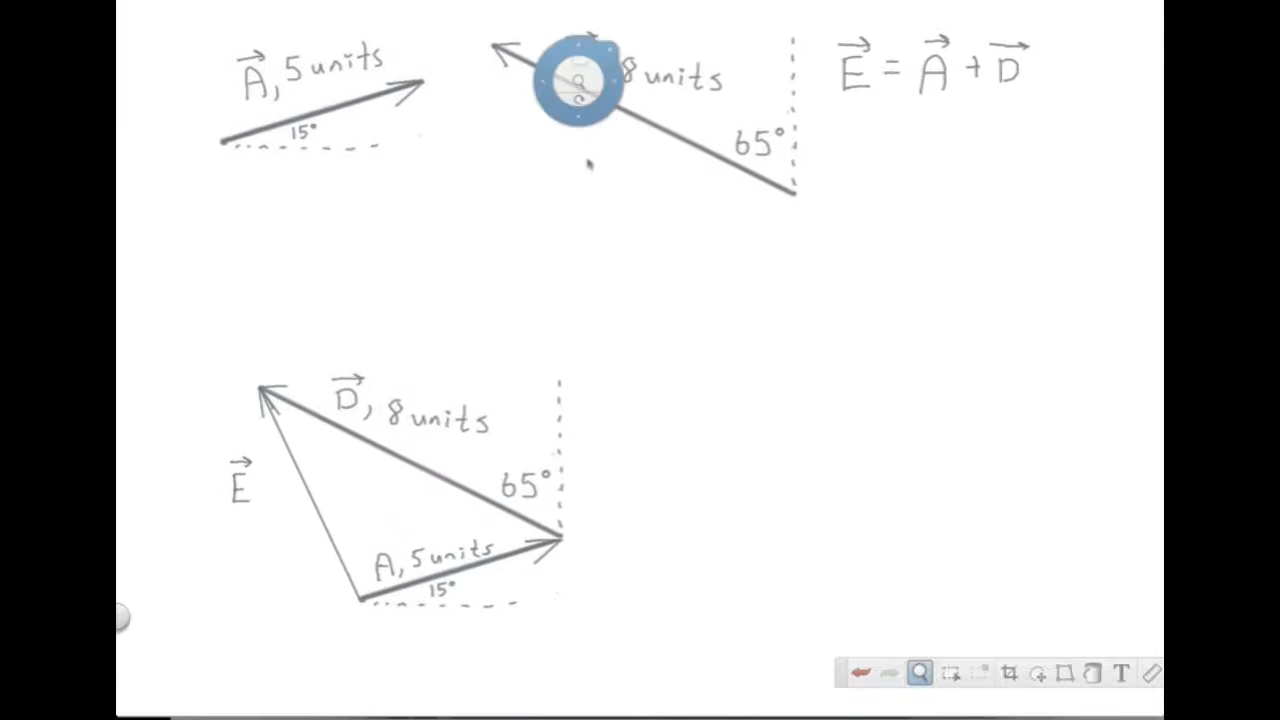 A, 5 units
15°
8 units
65°
E = A + D
D, 8 units
65°
E
A, 5 units
15°
T